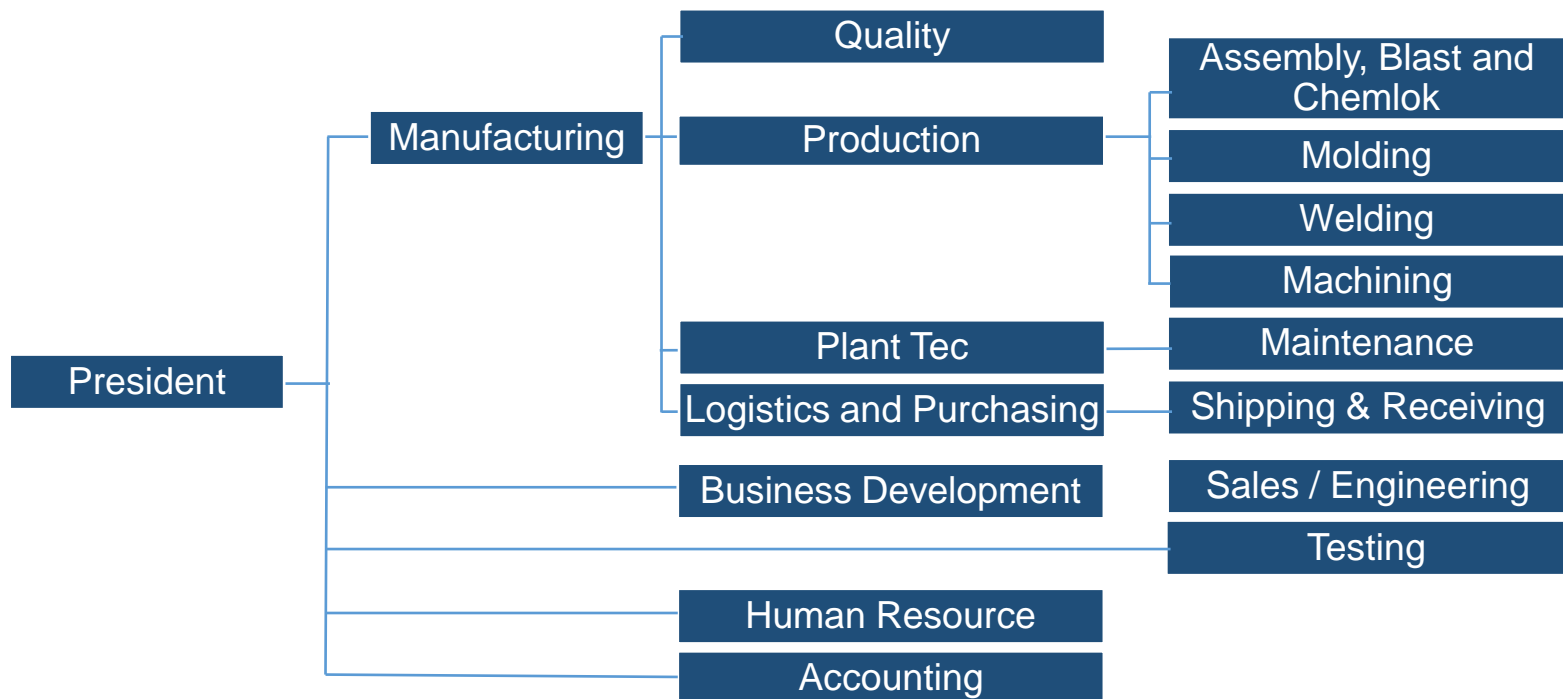 Quality
Assembly, Blast and
Chemlok
Manufacturing
Production
Molding
Welding
Machining
President
Plant Tec
Maintenance
Logistics and Purchasing
Shipping & Receiving
Business Development
Sales / Engineering
Testing
Human Resource
Accounting